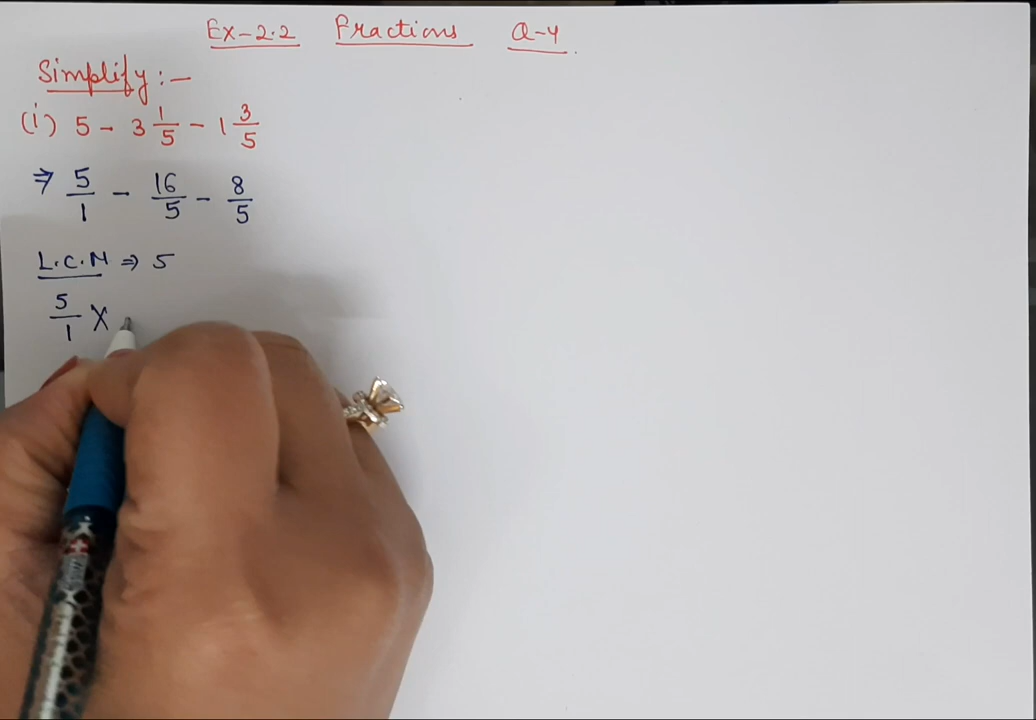 Ex-2.2 Fractions Q-4.
Simplify:-
(i) 5 - 3 1/5 - 1 3/5
⇒ 5/1 - 16/5 - 8/5
L.C.M ⇒ 5
5/1 X